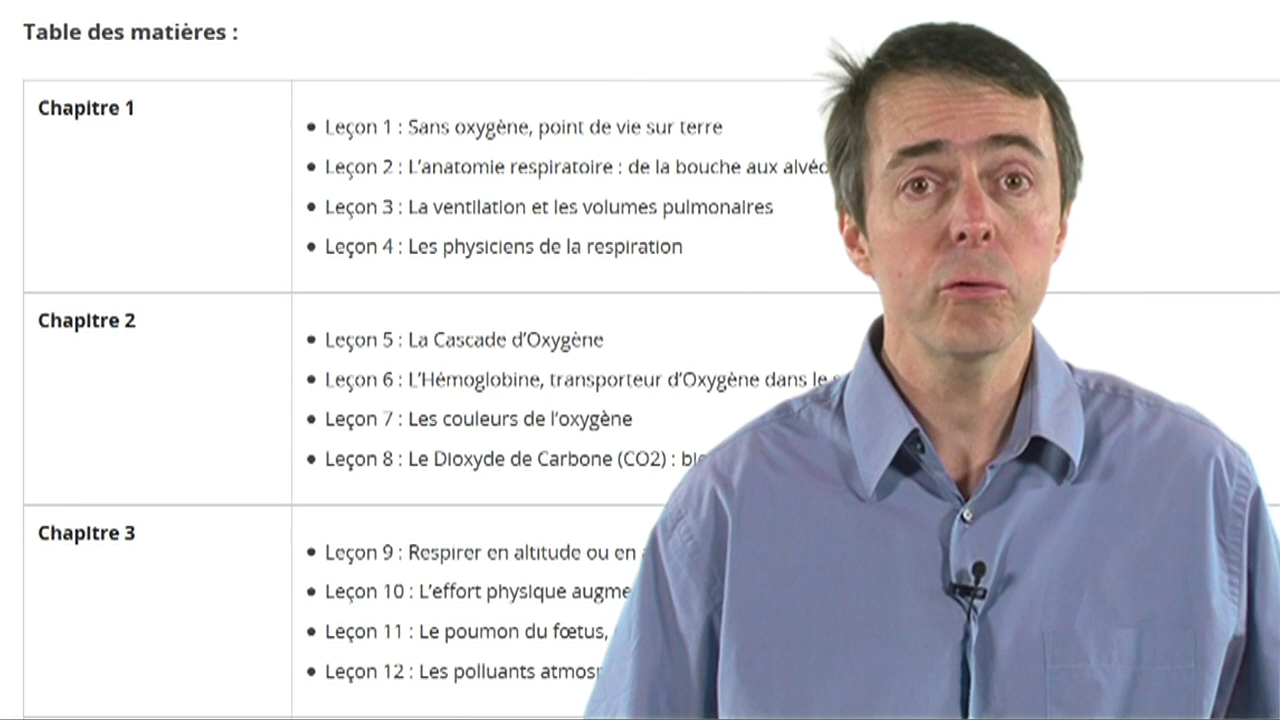 Table des matières :
Chapitre 1
Leçon 1 : Sans oxygène, point de vie sur terre
Leçon 2 : L'anatomie respiratoire : de la bouche aux
Leçon 3 : La ventilation et les volumes pulmonaires
Leçon 4 : Les physiciens de la respiration
Chapitre 2
Leçon 5 : La Cascade d'Oxygène
Leçon 6 : L'Hémoglobine, transporteur d'Oxygène dans le
Leçon 7 : Les couleurs de l'oxygène
Leçon 8 : Le Dioxyde de Carbone (CO2) :
Chapitre 3
Leçon 9 : Respirer en altitude ou en
Leçon 10 : L'effort physique
Leçon 11 : Le poumon du fœtus,
Leçon 12 : Les polluants